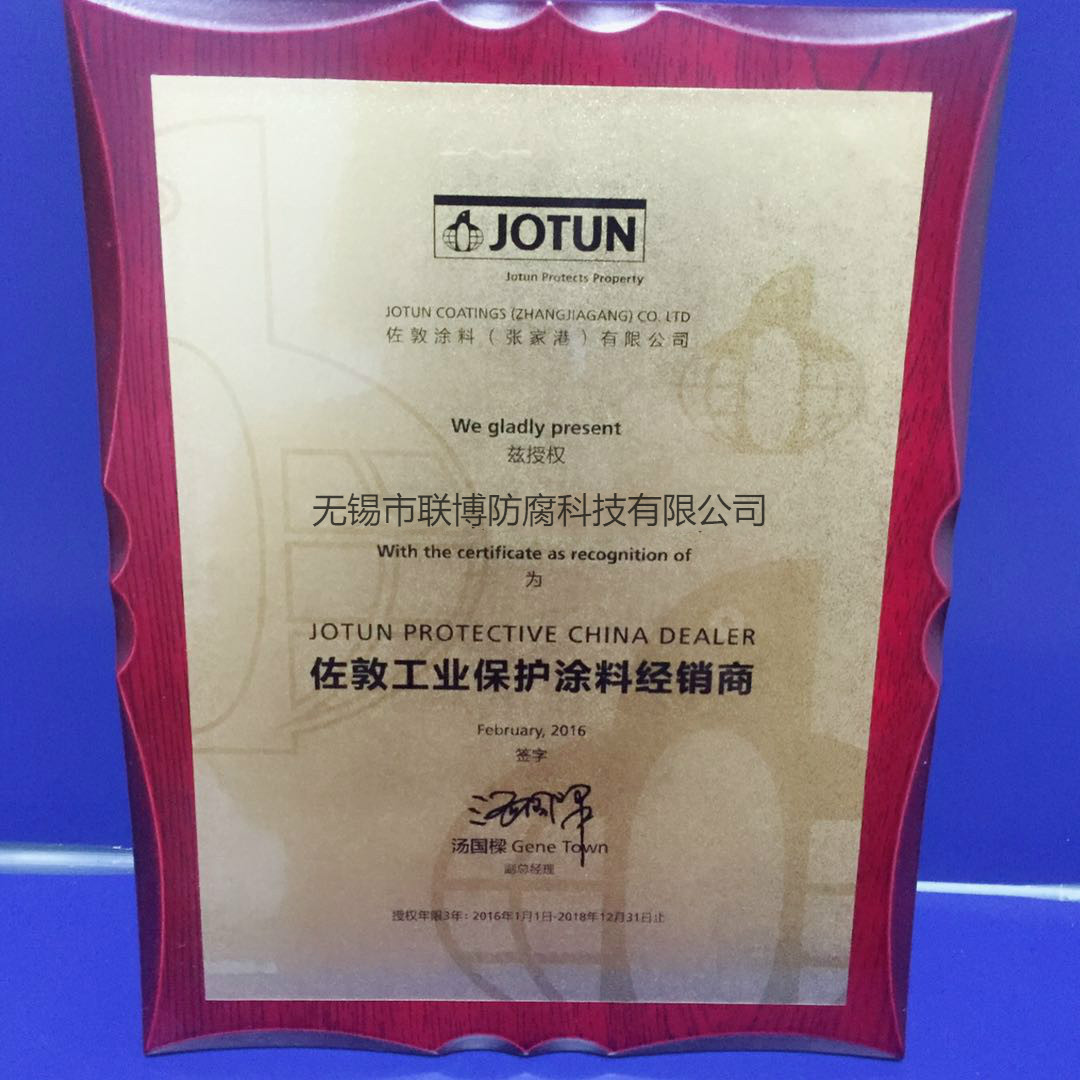 JOTUN
Jotun Protects Property
JOTUN COATINGS (ZHANGJIAGANG) CO. LTD
佐敦涂料（张家港）有限公司
We gladly present
兹授权
无锡市联博防腐科技有限公司
With the certificate as recognition of
为
JOTUN PROTECTIVE CHINA DEALER
佐敦工业保护涂料经销商
February, 2016
签字
汤国樑
汤国樑 Gene Town
副总经理
授权年限3年：2016年1月1日-2018年12月31日止